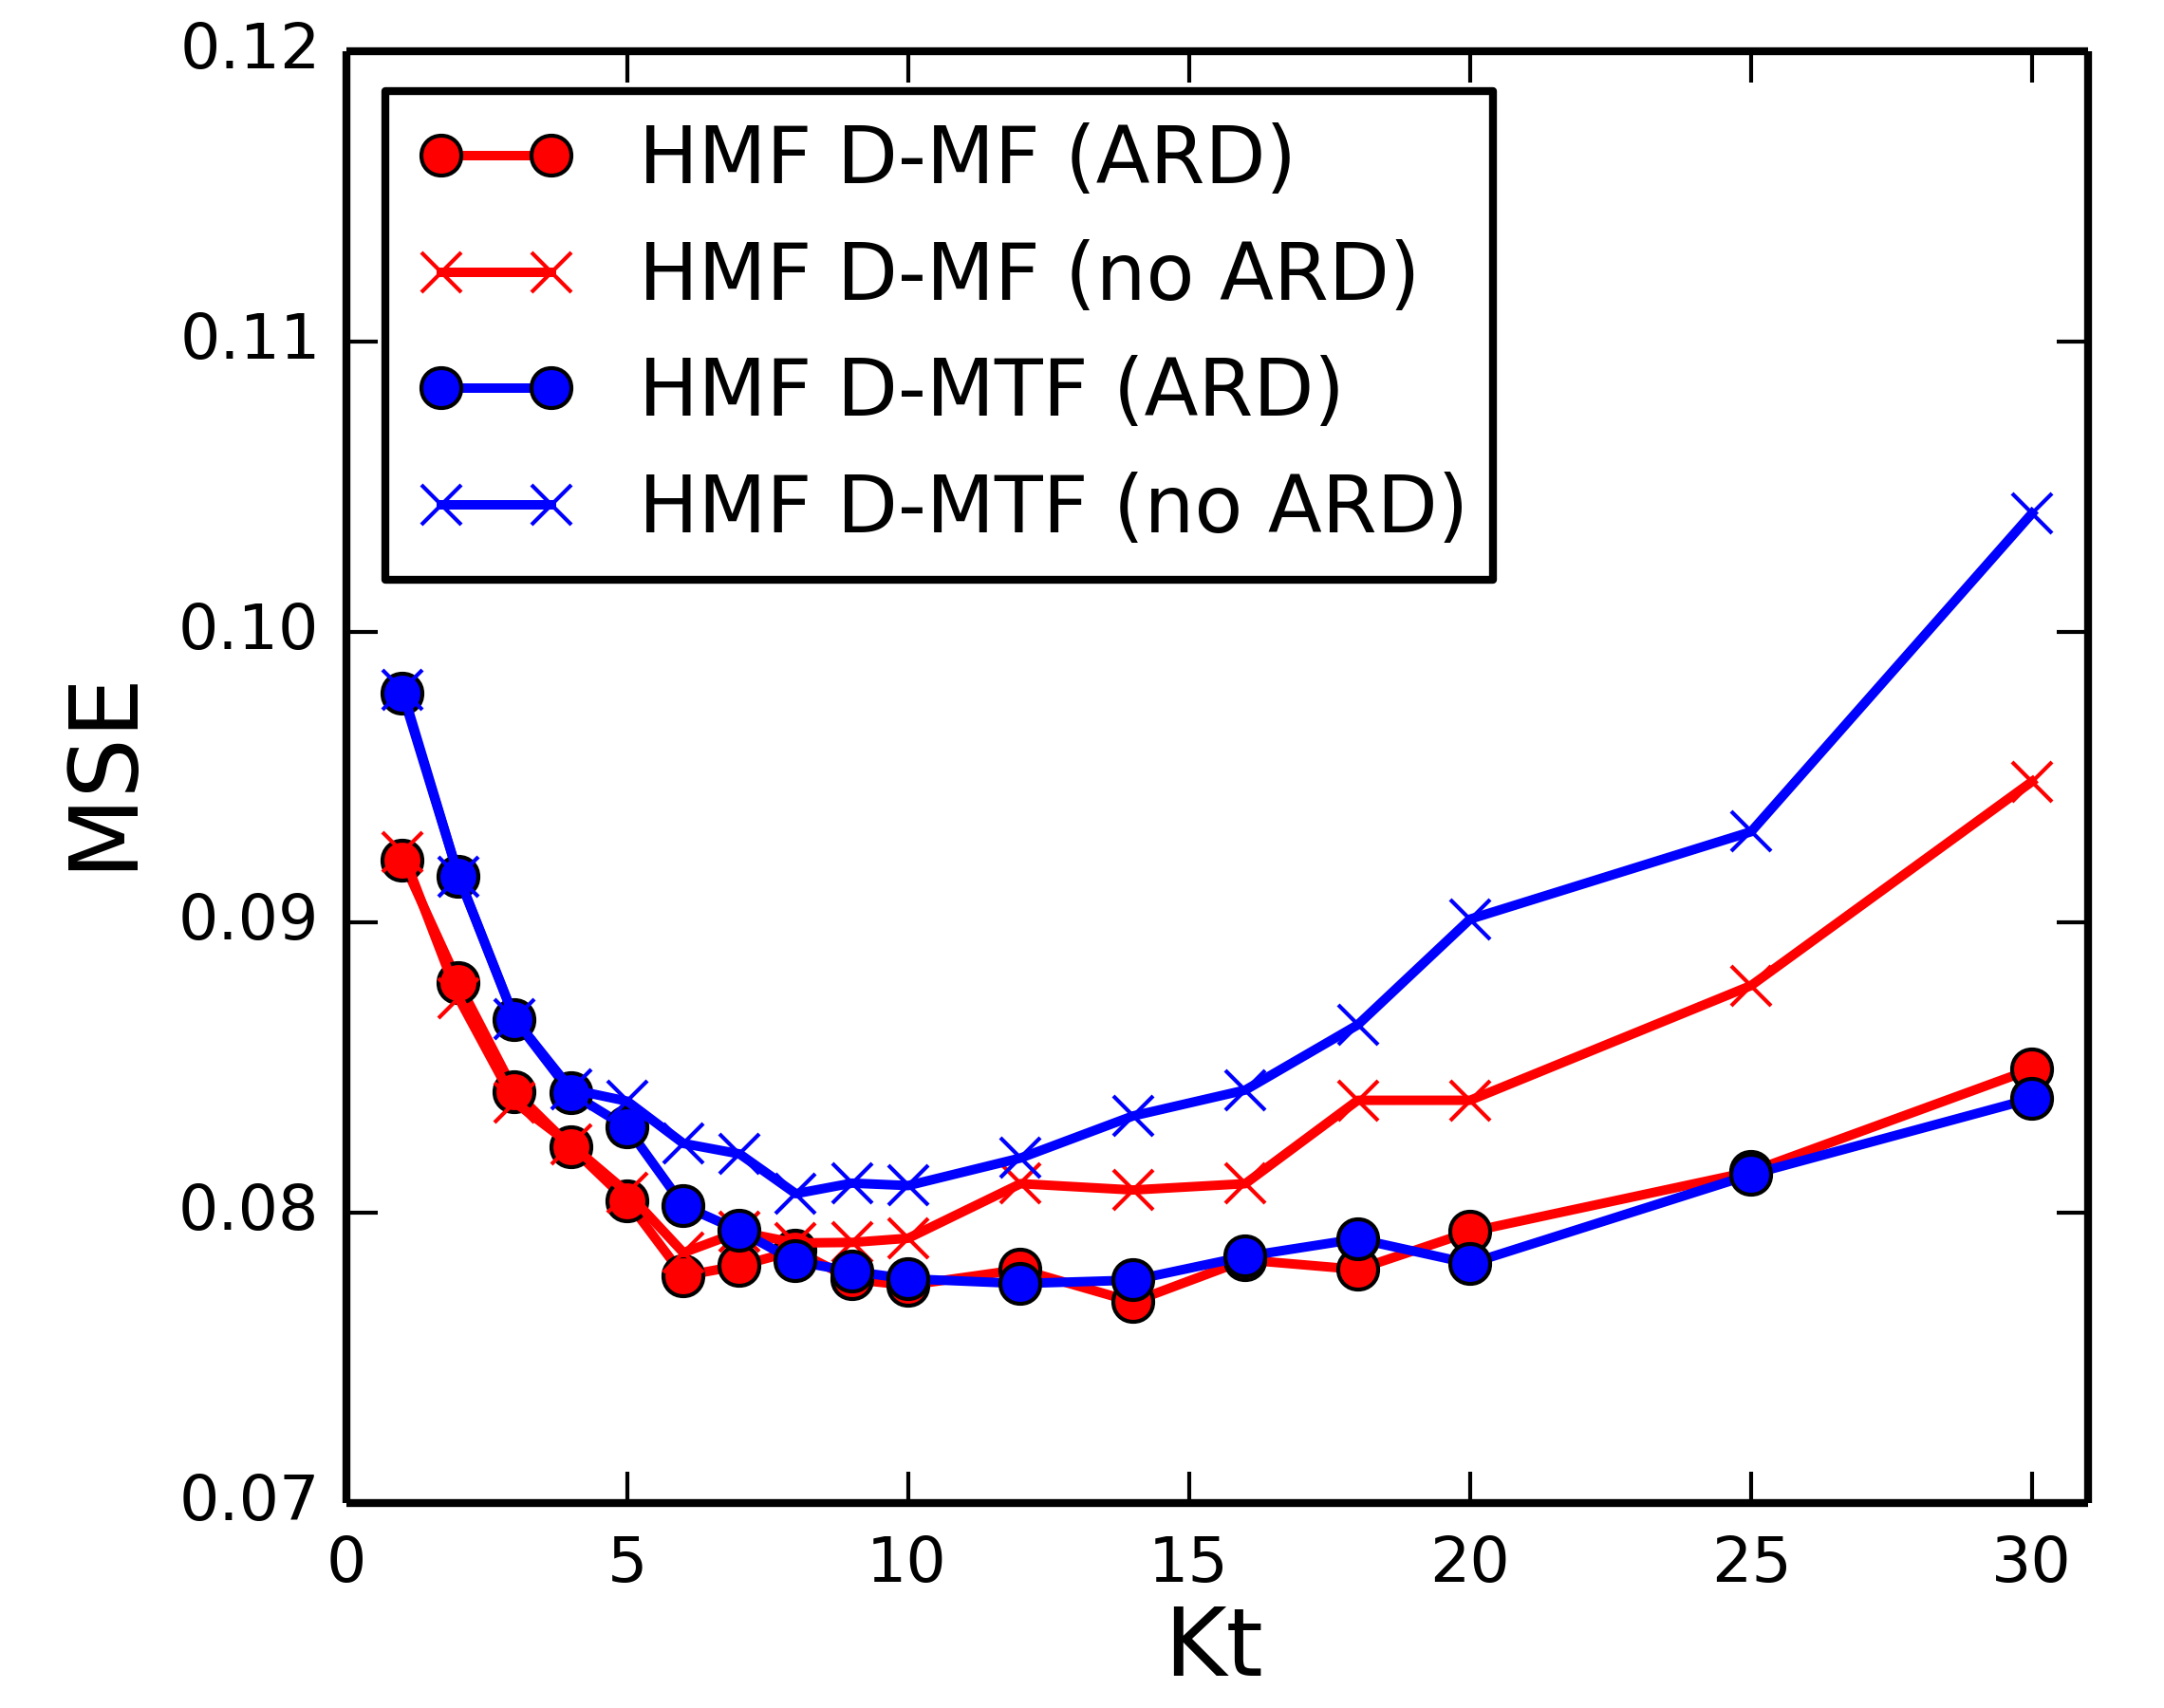 0.12
0.11
0.10
0.09
0.08
0.07
MSE
HMF D-MF (ARD)
HMF D-MF (no ARD)
HMF D-MTF (ARD)
HMF D-MTF (no ARD)
0 5 10 15 20 25 30
Kt